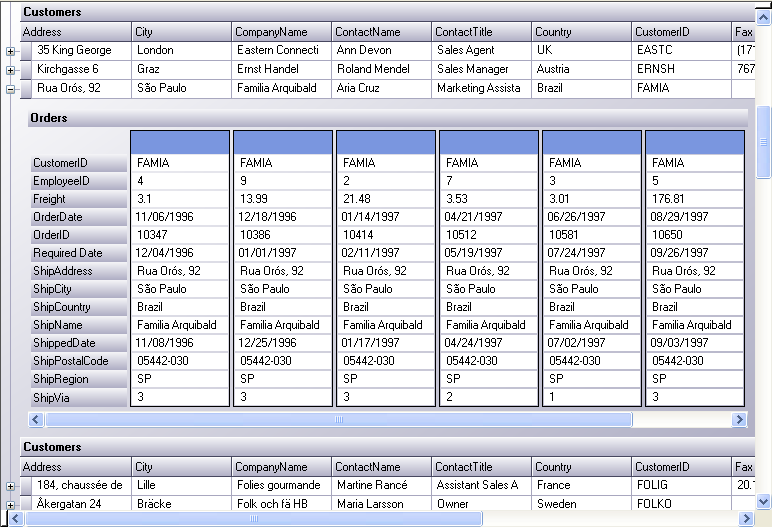 Customers
Address City CompanyName ContactName ContactTitle Country CustomerID Fax
35 King George London Eastern Connecti Ann Devon Sales Agent UK EASTC (171
Kirchgasse 6 Graz Ernst Handel Roland Mendel Sales Manager Austria ERNSH 767
Rua Orós, 92 São Paulo Familia Arquibald Aria Cruz Marketing Assista Brazil FAMIA
Orders
CustomerID FAMIA FAMIA FAMIA FAMIA FAMIA FAMIA
EmployeeID 4 9 2 7 3 5
Freight 3.1 13.99 21.48 3.53 3.01 176.81
OrderDate 11/06/1996 12/18/1996 01/14/1997 04/21/1997 06/26/1997 08/29/1997
OrderID 10347 10386 10414 10512 10581 10650
Required Date 12/04/1996 01/01/1997 02/11/1997 05/19/1997 07/24/1997 09/26/1997
ShipAddress Rua Orós, 92 Rua Orós, 92 Rua Orós, 92 Rua Orós, 92 Rua Orós, 92 Rua Orós, 92
ShipCity São Paulo São Paulo São Paulo São Paulo São Paulo São Paulo
ShipCountry Brazil Brazil Brazil Brazil Brazil Brazil
ShipName Familia Arquibald Familia Arquibald Familia Arquibald Familia Arquibald Familia Arquibald Familia Arquibald
ShippedDate 11/08/1996 12/25/1996 01/17/1997 04/24/1997 07/02/1997 09/03/1997
ShipPostalCode 05442-030 05442-030 05442-030 05442-030 05442-030 05442-030
ShipRegion SP SP SP SP SP SP
ShipVia 3 3 3 2 1 3
Customers
Address City CompanyName ContactName ContactTitle Country CustomerID Fax
184, chaussée de Lille Folies gourmande Martine Rancé Assistant Sales A France FOLIG 20.1
Åkergatan 24 Bräcke Folk och fä HB Maria Larsson Owner Sweden FOLKO